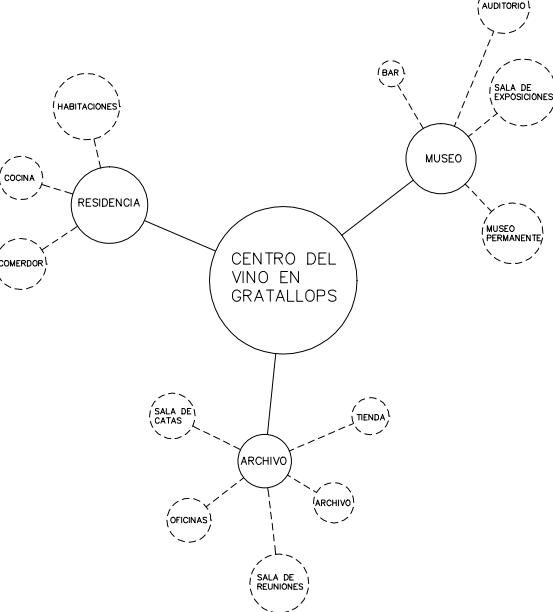 AUDITORIO
BAR
SALA DE
EXPOSICIONES
HABITACIONES
MUSEO
COCINA
RESIDENCIA
MUSEO
PERMANENTE
COMERDOR
CENTRO DEL
VINO EN
GRATALLOPS
SALA DE
CATAS
TIENDA
ARCHIVO
ARCHIVO
OFICINAS
SALA DE
REUNIONES